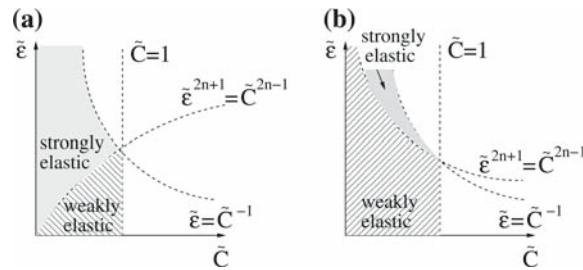 (a)
ε̃
C̃=1
ε̃²ⁿ⁺¹=C̃²ⁿ⁻¹
strongly
elastic
weakly
elastic
ε̃=C̃⁻¹
C̃
(b)
ε̃
strongly
elastic
C̃=1
ε̃²ⁿ⁺¹=C̃²ⁿ⁻¹
weakly
elastic
ε̃=C̃⁻¹
C̃